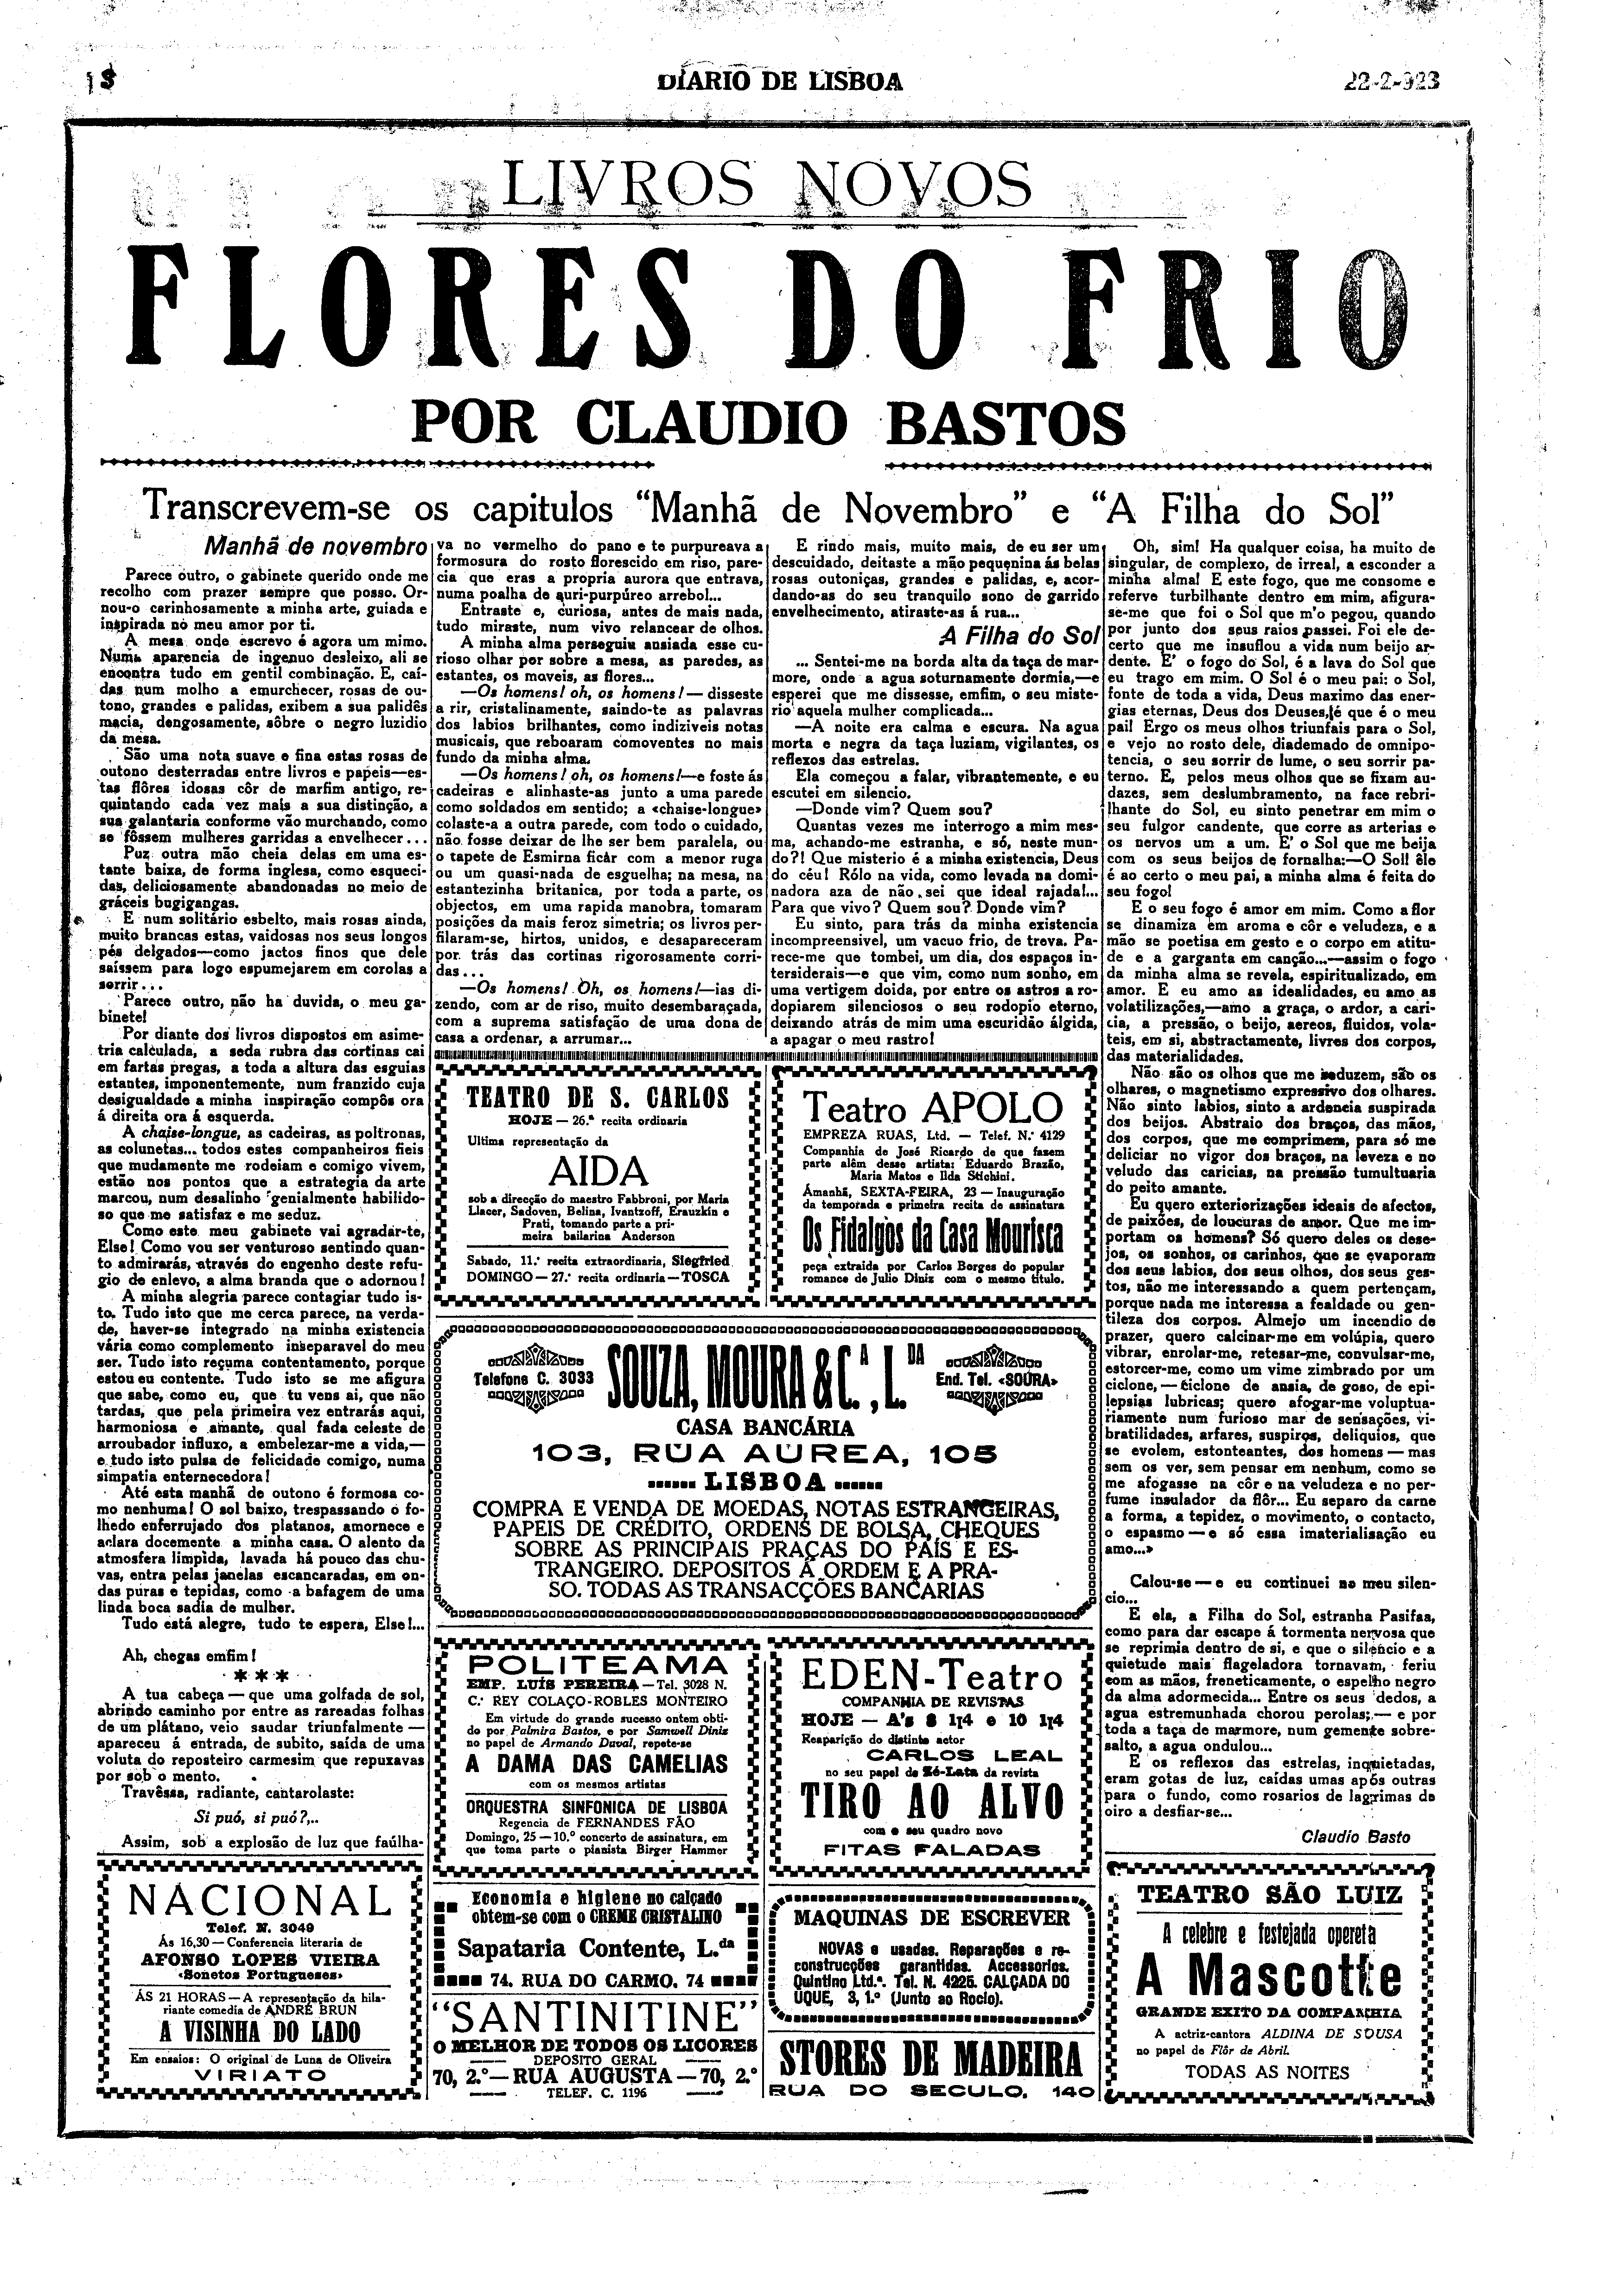 DIARIO DE LISBOA
22-2-923
LIVROS NOVOS
FLORES DO FRIO
POR CLAUDIO BASTOS
Transcrevem-se os capitulos “Manhã de Novembro” e “A Filha do Sol”
Manhã de novembro
Parece outro, o gabinete querido onde me
recolho com prazer sempre que posso. Or-
nou-o carinhosamente a minha arte, guiada e
inspirada no meu amor por ti.
A mesa onde escrevo é agora um mimo.
Numa aparencia de ingenuo desleixo, ali se
encontra tudo em gentil combinação. E, caí-
das num molho a emurchecer, rosas de ou-
tono, grandes e palidas, exibem a sua palidês
macia, dengosamente, sôbre o negro luzidio
da mesa.
São uma nota suave e fina estas rosas de
outono desterradas entre livros e papeis—es-
tas flôres idosas côr de marfim antigo, re-
quintando cada vez mais a sua distinção, a
sua galantaria conforme vão murchando, como
se fôssem mulheres garridas a envelhecer...
Puz outra mão cheia delas em uma es-
tante baixa, de forma inglesa, como esqueci-
das, deliciosamente abandonadas no meio de
gráceis bugigangas.
E num solitário esbelto, mais rosas ainda,
muito brancas estas, vaidosas nos seus longos
pés delgados—como jactos finos que dele
saíssem para logo espumejarem em corolas a
sorrir...
Parece outro, não ha duvida, o meu ga-
binete!
Por diante dos livros dispostos em asime-
tria calculada, a seda rubra das cortinas cai
em fartas pregas, a toda a altura das esguias
estantes, imponentemente, num franzido cuja
desigualdade a minha inspiração compôs ora
á direita ora á esquerda.
A chaise-longue, as cadeiras, as poltronas,
as colunetas... todos estes companheiros fieis
que mudamente me rodeiam e comigo vivem,
estão nos pontos que a estrategia da arte
marcou, num desalinho genialmente habilido-
so que me satisfaz e me seduz.
Como este meu gabinete vai agradar-te,
Else! Como vou ser venturoso sentindo quan-
to admirarás, através do engenho deste refu-
gio de enlevo, a alma branda que o adornou!
A minha alegria parece contagiar tudo is-
to. Tudo isto que me cerca parece, na verda-
de, haver-se integrado na minha existencia
vária como complemento inseparavel do meu
ser. Tudo isto reçuma contentamento, porque
estou eu contente. Tudo isto se me afigura
que sabe, como eu, que tu vens ai, que não
tardas, que pela primeira vez entrarás aqui,
harmoniosa e amante, qual fada celeste de
arroubador influxo, a embelezar-me a vida,—
e tudo isto pulsa de felicidade comigo, numa
simpatia enternecedora!
Até esta manhã de outono é formosa co-
mo nenhuma! O sol baixo, trespassando o fo-
lhedo enferrujado dos platanos, amornece e
aclara docemente a minha casa. O alento da
atmosfera limpida, lavada há pouco das chu-
vas, entra pelas janelas escancaradas, em on-
das puras e tepidas, como a bafagem de uma
linda boca sadia de mulher.
Tudo está alegre, tudo te espera, Else!...
Ah, chegas emfim!
* * *
A tua cabeça — que uma golfada de sol,
abrindo caminho por entre as rareadas folhas
de um plátano, veio saudar triunfalmente —
apareceu á entrada, de subito, saída de uma
voluta do reposteiro carmesim que repuxavas
por sob o mento.
Travêssa, radiante, cantarolaste:
Si puó, si puó?...
Assim, sob a explosão de luz que faúlha-
va no vermelho do pano e te purpureava a
formosura do rosto florescido em riso, pare-
cia que eras a propria aurora que entrava,
numa poalha de auri-purpúreo arrebol...
Entraste e, curiosa, antes de mais nada,
tudo miraste, num vivo relancear de olhos.
A minha alma perseguiu ansiada esse cu-
rioso olhar por sobre a mesa, as paredes, as
estantes, os moveis, as flores...
—Os homens! oh, os homens! — disseste
a rir, cristalinamente, saindo-te as palavras
dos labios brilhantes, como indiziveis notas
musicais, que reboaram comoventes no mais
fundo da minha alma.
—Os homens! oh, os homens!—e foste ás
cadeiras e alinhaste-as junto a uma parede
como soldados em sentido; a «chaise-longue»
colaste-a a outra parede, com todo o cuidado,
não fosse deixar de lhe ser bem paralela, ou
o tapete de Esmirna ficár com a menor ruga
ou um quasi-nada de esguelha; na mesa, na
estantezinha britanica, por toda a parte, os
objectos, em uma rapida manobra, tomaram
posições da mais feroz simetria; os livros per-
filaram-se, hirtos, unidos, e desapareceram
por trás das cortinas rigorosamente corri-
das...
—Os homens! Oh, os homens!—ias di-
zendo, com ar de riso, muito desembaraçada,
com a suprema satisfação de uma dona de
casa a ordenar, a arrumar...
E rindo mais, muito mais, de eu ser um
descuidado, deitaste a mão pequenina ás belas
rosas outoniças, grandes e palidas, e, acor-
dando-as do seu tranquilo sono de garrido
envelhecimento, atiraste-as á rua...
A Filha do Sol
... Sentei-me na borda alta da taça de mar-
more, onde a agua soturnamente dormia,—e
esperei que me dissesse, emfim, o seu miste-
rio aquela mulher complicada...
—A noite era calma e escura. Na agua
morta e negra da taça luziam, vigilantes, os
reflexos das estrelas.
Ela começou a falar, vibrantemente, e eu
escutei em silencio.
—Donde vim? Quem sou?
Quantas vezes me interrogo a mim mes-
ma, achando-me estranha, e só, neste mun-
do?! Que misterio é a minha existencia, Deus
do céu! Rólo na vida, como levada na domi-
nadora aza de não sei que ideal rajada!...
Para que vivo? Quem sou? Donde vim?
Eu sinto, para trás da minha existencia
incompreensivel, um vacuo frio, de treva. Pa-
rece-me que tombei, um dia, dos espaços in-
tersiderais—e que vim, como num sonho, em
uma vertigem doida, por entre os astros a ro-
dopiarem silenciosos o seu rodopio eterno,
deixando atrás de mim uma escuridão álgida,
a apagar o meu rastro!
Oh, sim! Ha qualquer coisa, ha muito de
singular, de complexo, de irreal, a esconder a
minha alma! E este fogo, que me consome e
referve turbilhante dentro em mim, afigura-
se-me que foi o Sol que m'o pegou, quando
por junto dos seus raios passei. Foi ele de-
certo que me insuflou a vida num beijo ar-
dente. E' o fogo do Sol, é a lava do Sol que
eu trago em mim. O Sol é o meu pai: o Sol,
fonte de toda a vida, Deus maximo das ener-
gias eternas, Deus dos Deuses, é que é o meu
pai! Ergo os meus olhos triunfais para o Sol,
e vejo no rosto dele, diademado de omnipo-
tencia, o seu sorrir de lume, o seu sorrir pa-
terno. E, pelos meus olhos que se fixam au-
dazes, sem deslumbramento, na face rebri-
lhante do Sol, eu sinto penetrar em mim o
seu fulgor candente, que corre as arterias e
os nervos um a um. E' o Sol que me beija
com os seus beijos de fornalha:—O Sol! êle
é ao certo o meu pai, a minha alma é feita do
seu fogo!
E o seu fogo é amor em mim. Como a flor
se dinamiza em aroma e côr e veludeza, e a
mão se poetisa em gesto e o corpo em atitu-
de e a garganta em canção...—assim o fogo
da minha alma se revela, espiritualizado, em
amor. E eu amo as idealidades, eu amo as
volatilizações,—amo a graça, o ardor, a cari-
cia, a pressão, o beijo, aereos, fluidos, vola-
teis, em si, abstractamente, livres dos corpos,
das materialidades.
Não são os olhos que me seduzem, são os
olhares, o magnetismo expressivo dos olhares.
Não sinto labios, sinto a ardencia suspirada
dos beijos. Abstraio dos braços, das mãos,
dos corpos, que me comprimem, para só me
deliciar no vigor dos braços, na leveza e no
veludo das caricias, na pressão tumultuaria
do peito amante.
Eu quero exteriorizações ideais de afectos,
de paixões, de loucuras de amor. Que me im-
portam os homens? Só quero deles os dese-
jos, os sonhos, os carinhos, que se evaporam
dos seus labios, dos seus olhos, dos seus ges-
tos, não me interessando a quem pertençam,
porque nada me interessa a fealdade ou gen-
tileza dos corpos. Almejo um incendio de
prazer, quero calcinar-me em volúpia, quero
vibrar, enrolar-me, retesar-me, convulsar-me,
estorcer-me, como um vime zimbrado por um
ciclone, — ciclone de ansia, de goso, de epi-
lepsias lubricas; quero afogar-me voluptua-
riamente num furioso mar de sensações, vi-
bratilidades, arfares, suspiros, deliquios, que
se evolem, estonteantes, dos homens — mas
sem os ver, sem pensar em nenhum, como se
me afogasse na côr e na veludeza e no per-
fume insulador da flôr... Eu separo da carne
a forma, a tepidez, o movimento, o contacto,
o espasmo — e só essa imaterialisação eu
amo...»
Calou-se — e eu continuei no meu silen-
cio...
E ela, a Filha do Sol, estranha Pasifaa,
como para dar escape á tormenta nervosa que
se reprimia dentro de si, e que o silencio e a
quietude mais flageladora tornavam, feriu
com as mãos, freneticamente, o espelho negro
da alma adormecida... Entre os seus dedos, a
agua estremunhada chorou perolas;— e por
toda a taça de marmore, num gemente sobre-
salto, a agua ondulou...
E os reflexos das estrelas, inquietadas,
eram gotas de luz, caídas umas após outras
para o fundo, como rosarios de lagrimas de
oiro a desfiar-se...
Claudio Basto
TEATRO DE S. CARLOS
HOJE — 26.ª recita ordinaria
Ultima representação da
AIDA
sob a direcção do maestro Fabbroni, por Maria
Llacer, Sadoven, Belina, Ivantzoff, Erauzkin e
Prati, tomando parte a pri-
meira bailarina Anderson
Sabado, 11.ª recita extraordinaria, Siegfried
DOMINGO — 27.ª recita ordinaria — TOSCA
Teatro APOLO
EMPREZA RUAS, Ltd. — Telef. N.º 4129
Companhia de José Ricardo de que fazem
parte alêm desse artista: Eduardo Brazão,
Maria Matos e Ilda Stichini.
Ámanhã, SEXTA-FEIRA, 23 — Inauguração
da temporada e primeira recita de assinatura
Os Fidalgos da Casa Mourisca
peça extraida por Carlos Borges do popular
romance de Julio Diniz com o mesmo titulo.
SOUZA, MOURA & C.ª, L.DA
Telefone C. 3033
End. Tel. «SOURA»
CASA BANCÁRIA
103, RUA AUREA, 105
LISBOA
COMPRA E VENDA DE MOEDAS, NOTAS ESTRANGEIRAS,
PAPEIS DE CRÉDITO, ORDENS DE BOLSA, CHEQUES
SOBRE AS PRINCIPAIS PRAÇAS DO PAÍS E ES-
TRANGEIRO. DEPOSITOS Á ORDEM E A PRA-
SO. TODAS AS TRANSACÇÕES BANCARIAS
POLITEAMA
EMP. LUÍS PEREIRA — Tel. 3028 N.
C.ª REY COLAÇO-ROBLES MONTEIRO
Em virtude do grande sucesso ontem obti-
do por Palmira Bastos, e por Samwell Diniz
no papel de Armando Duval, repete-se
A DAMA DAS CAMELIAS
com os mesmos artistas
ORQUESTRA SINFONICA DE LISBOA
Regencia de FERNANDES FÃO
Domingo, 25 — 10.º concerto de assinatura, em
que toma parte o pianista Birger Hammer
EDEN-Teatro
COMPANHIA DE REVISTAS
HOJE — A's 8 1/4 e 10 1/4
Reaparição do distinto actor
CARLOS LEAL
no seu papel de Zé-Lata da revista
TIRO AO ALVO
com o seu quadro novo
FITAS FALADAS
NACIONAL
Telef. N. 3049
Ás 16,30 — Conferencia literaria de
AFONSO LOPES VIEIRA
«Sonetos Portugueses»
ÁS 21 HORAS — A representação da hila-
riante comedia de ANDRÉ BRUN
A VISINHA DO LADO
Em ensaios: O original de Luna de Oliveira
VIRIATO
Economia e higiene no calçado
obtem-se com o CREME CRISTALINO
Sapataria Contente, L.da
74, RUA DO CARMO, 74
“SANTINITINE”
O MELHOR DE TODOS OS LICORES
DEPOSITO GERAL
70, 2.º — RUA AUGUSTA — 70, 2.º
TELEF. C. 1196
MAQUINAS DE ESCREVER
NOVAS e usadas. Reparações e re-
construcções garantidas. Accessorios.
Quintino Ltd.ª. Tel. N. 4225. CALÇADA DO
UQUE, 3, 1.º (Junto ao Rocio).
STORES DE MADEIRA
RUA DO SECULO, 140
TEATRO SÃO LUIZ
A celebre e festejada opereta
A Mascotte
GRANDE EXITO DA COMPANHIA
A actriz-cantora ALDINA DE SOUSA
no papel de Flôr de Abril.
TODAS AS NOITES